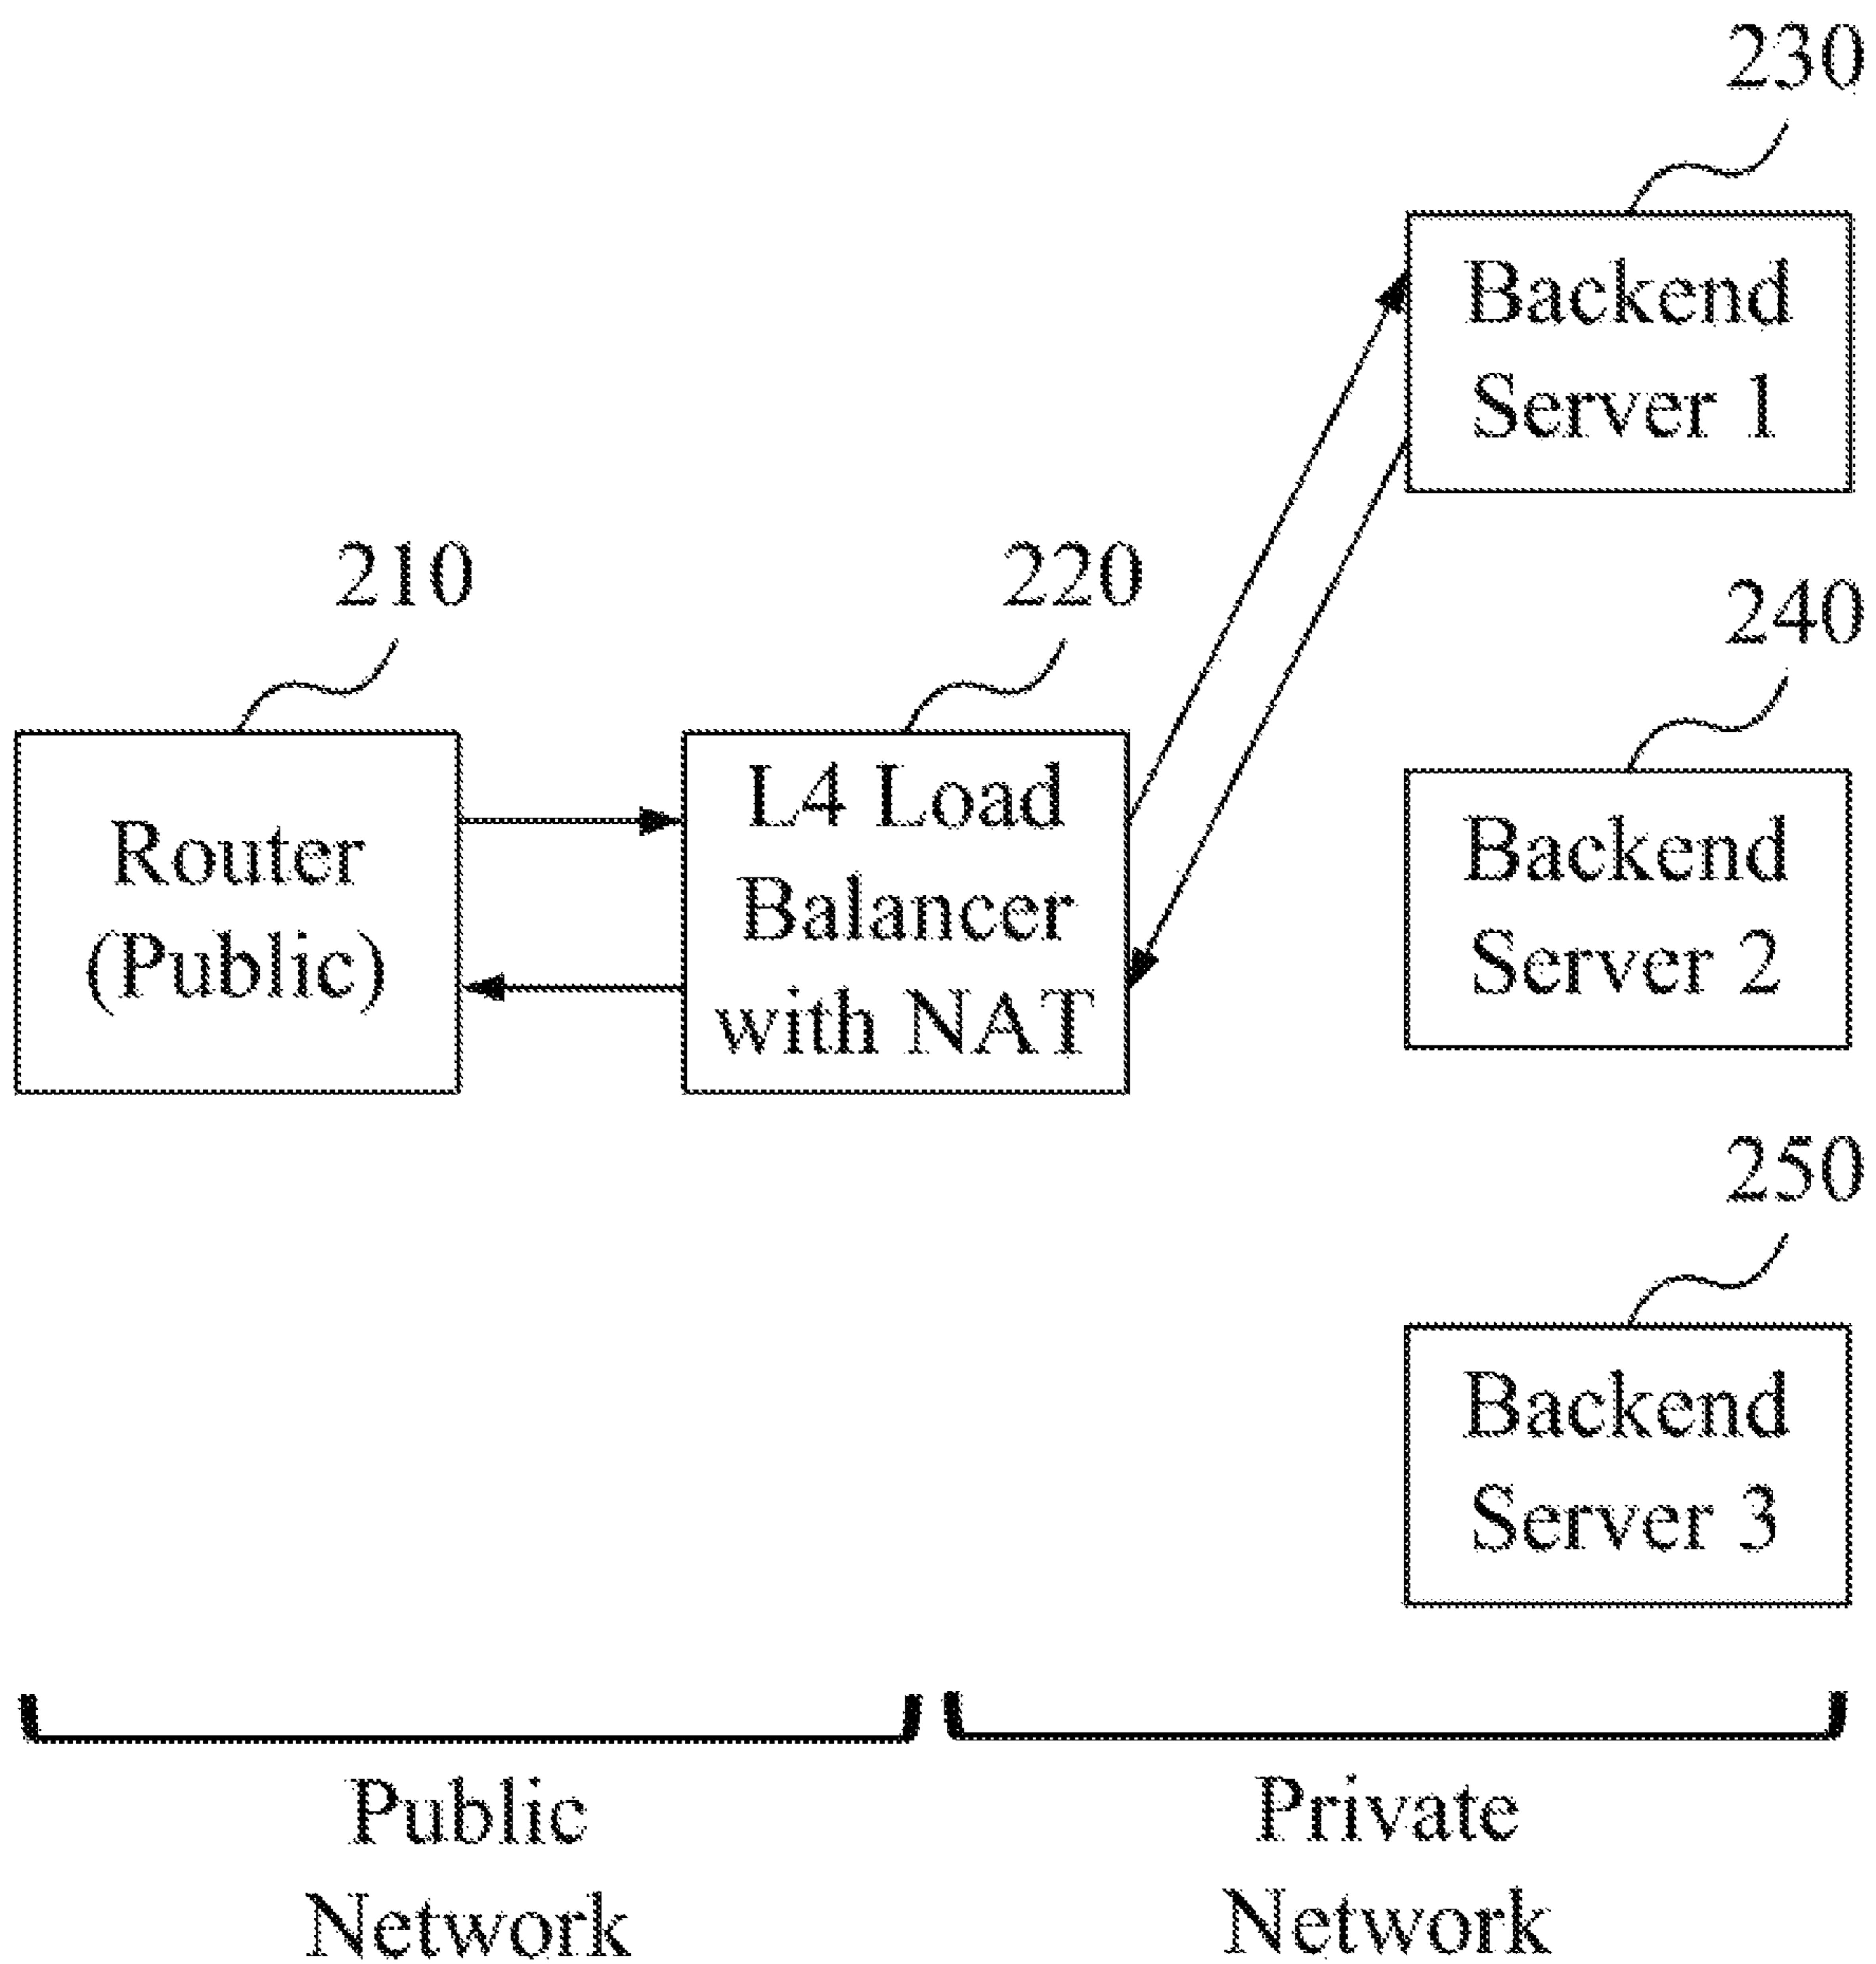 230
Backend
Server 1
210
220
240
Router
(Public)
L4 Load
Balancer
with NAT
Backend
Server 2
250
Backend
Server 3
Public
Network
Private
Network